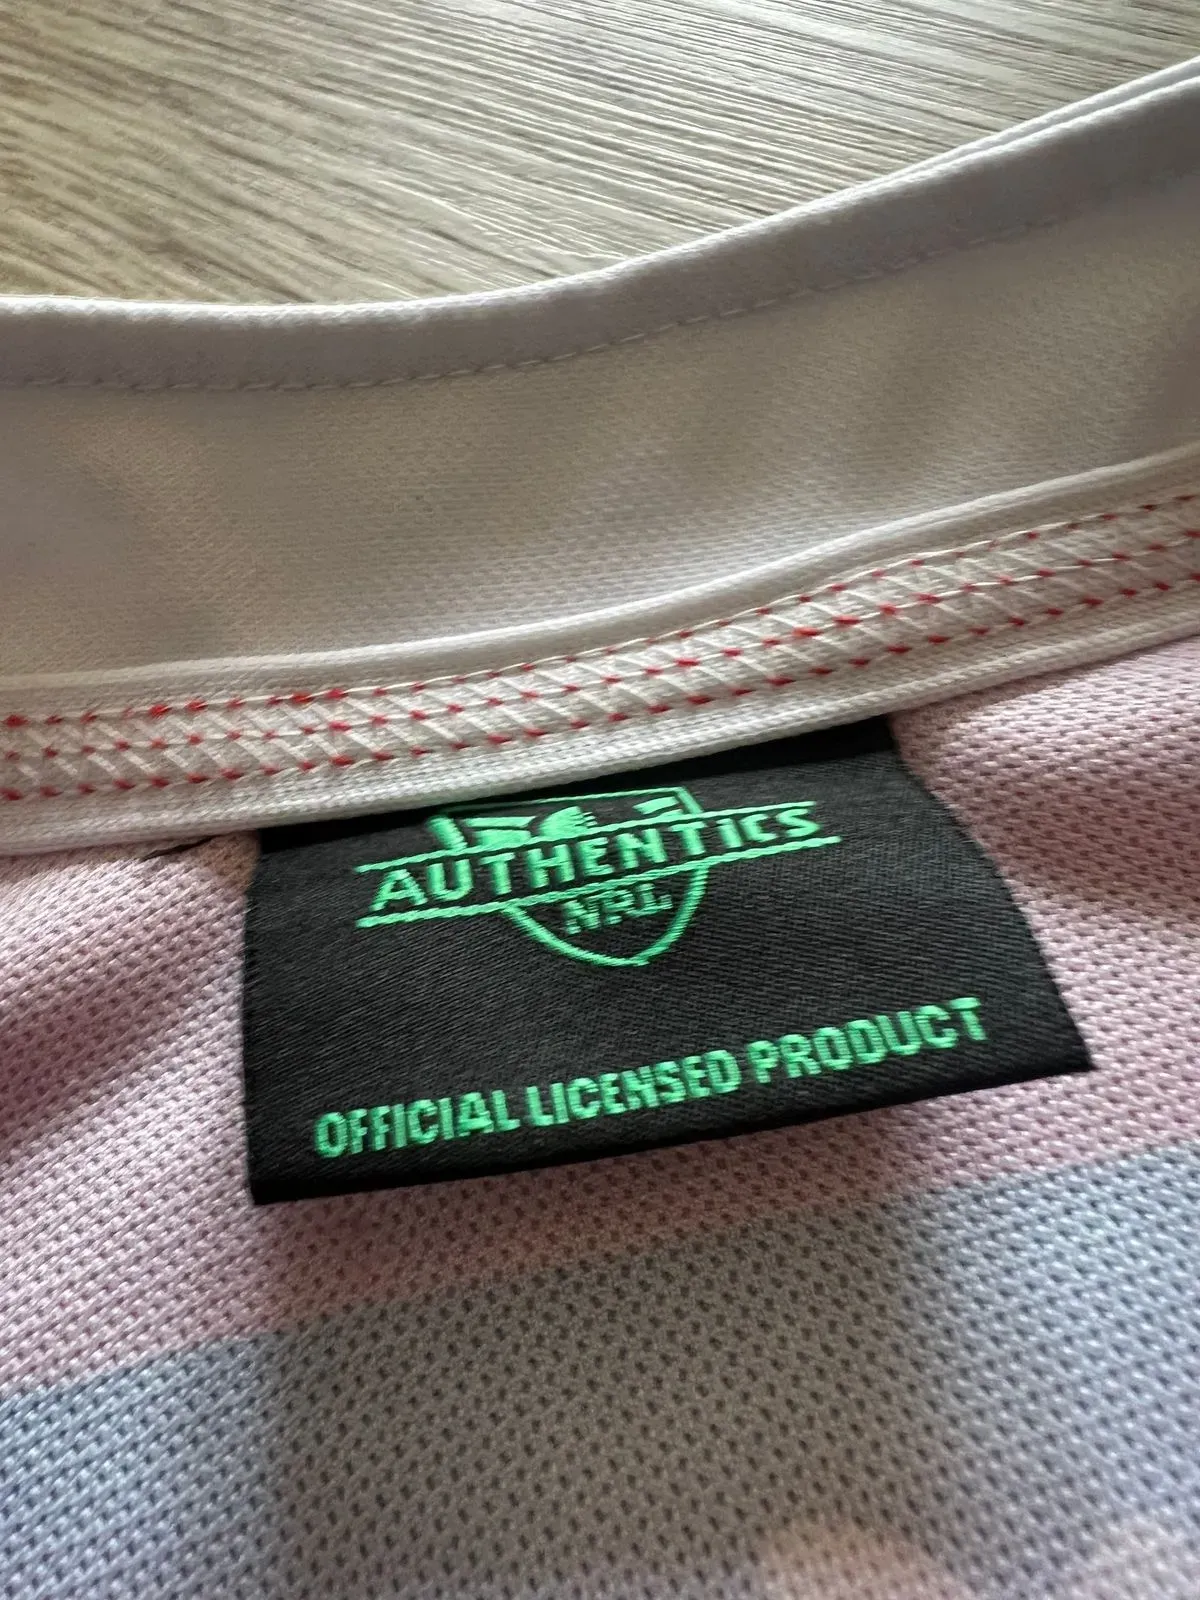 AUTHENTICS
NRL
OFFICIAL LICENSED PRODUCT